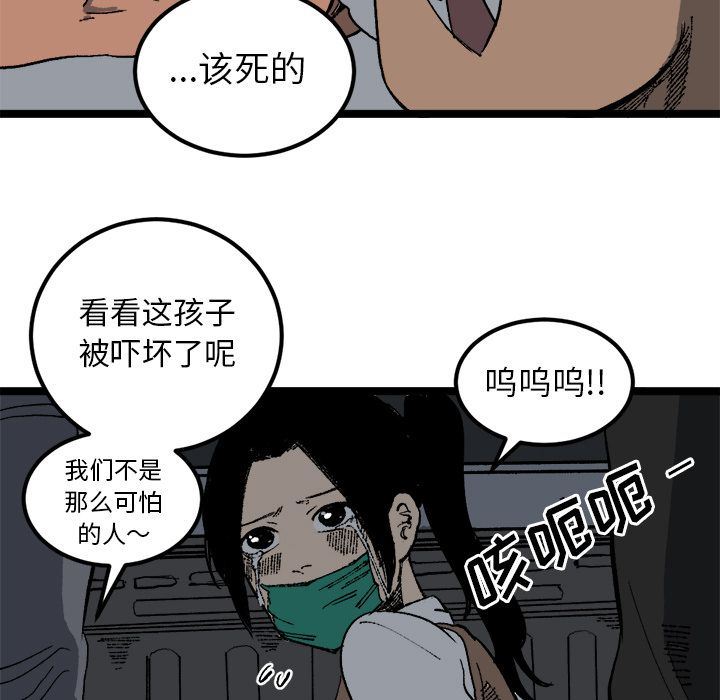 ...该死的
看看这孩子
被吓坏了呢
呜呜呜!!
我们不是
那么可怕
的人～
咳呃呃-